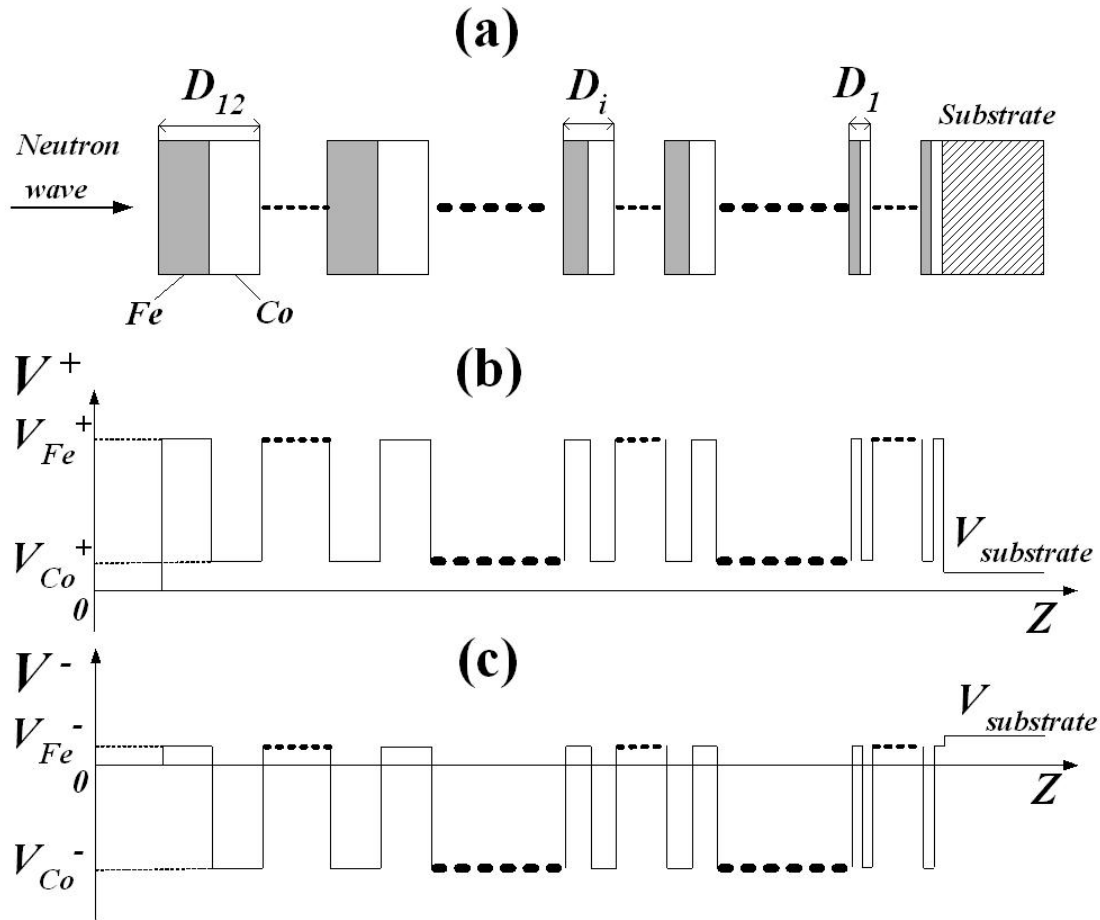 (a)
D12 Di D1 Substrate
Neutron
wave
Fe Co
(b)
V+
VFe+
VCo+
Vsubstrate
0
Z
(c)
V-
VFe-
Vsubstrate
0
Z
VCo-